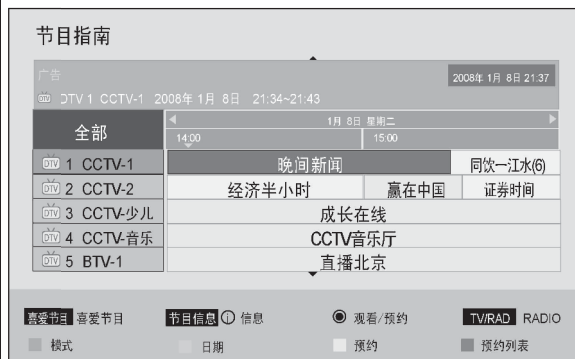 节目指南
广告
2008年 1月 8日 21:37
DTV 1 CCTV-1 2008年 1月 8日 21:34~21:43
全部
1月 8日 星期二
14:00 15:00
DTV 1 CCTV-1 晚间新闻 同饮一江水(6)
DTV 2 CCTV-2 经济半小时 赢在中国 证券时间
DTV 3 CCTV-少儿 成长在线
DTV 4 CCTV-音乐 CCTV音乐厅
DTV 5 BTV-1 直播北京
喜爱节目 喜爱节目 节目信息 信息 观看/预约 TV/RAD RADIO
模式 日期 预约 预约列表